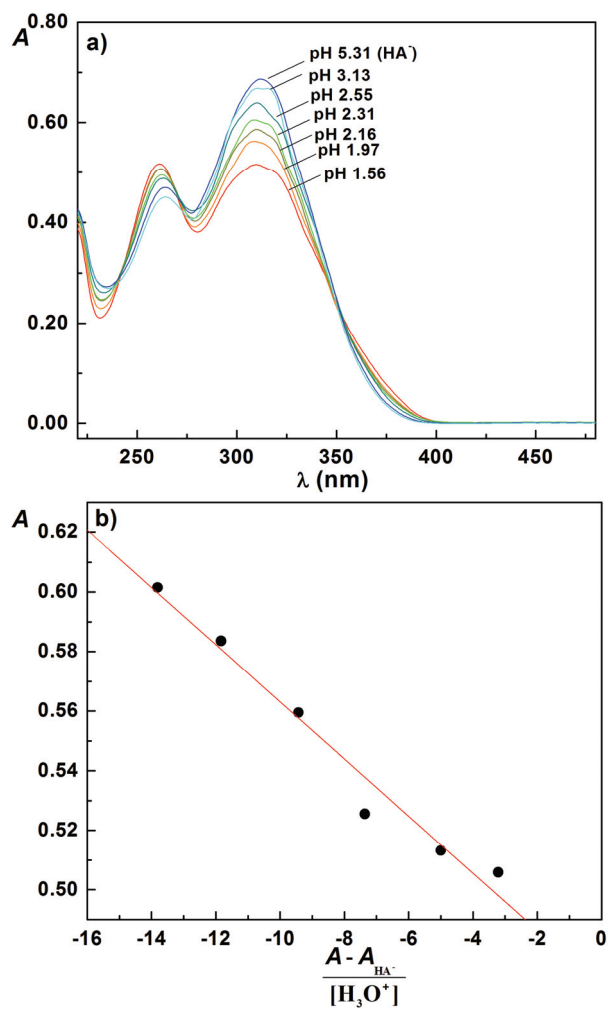 A
a)
0.80
0.60
0.40
0.20
0.00
pH 5.31 (HA⁻)
pH 3.13
pH 2.55
pH 2.31
pH 2.16
pH 1.97
pH 1.56
250 300 350 400 450
λ (nm)
A
b)
0.62
0.60
0.58
0.56
0.54
0.52
0.50
-16 -14 -12 -10 -8 -6 -4 -2 0
A - A HA⁻
[H₃O⁺]